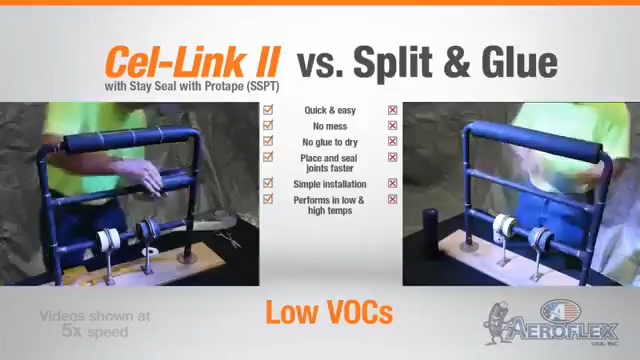 Cel-Link II vs. Split & Glue
with Stay Seal with Protape (SSPT)
Quick & easy
No mess
No glue to dry
Place and seal
joints faster
Simple installation
Performs in low &
high temps
Low VOCs
Videos shown at
5x speed
AEROFLEX
USA, INC